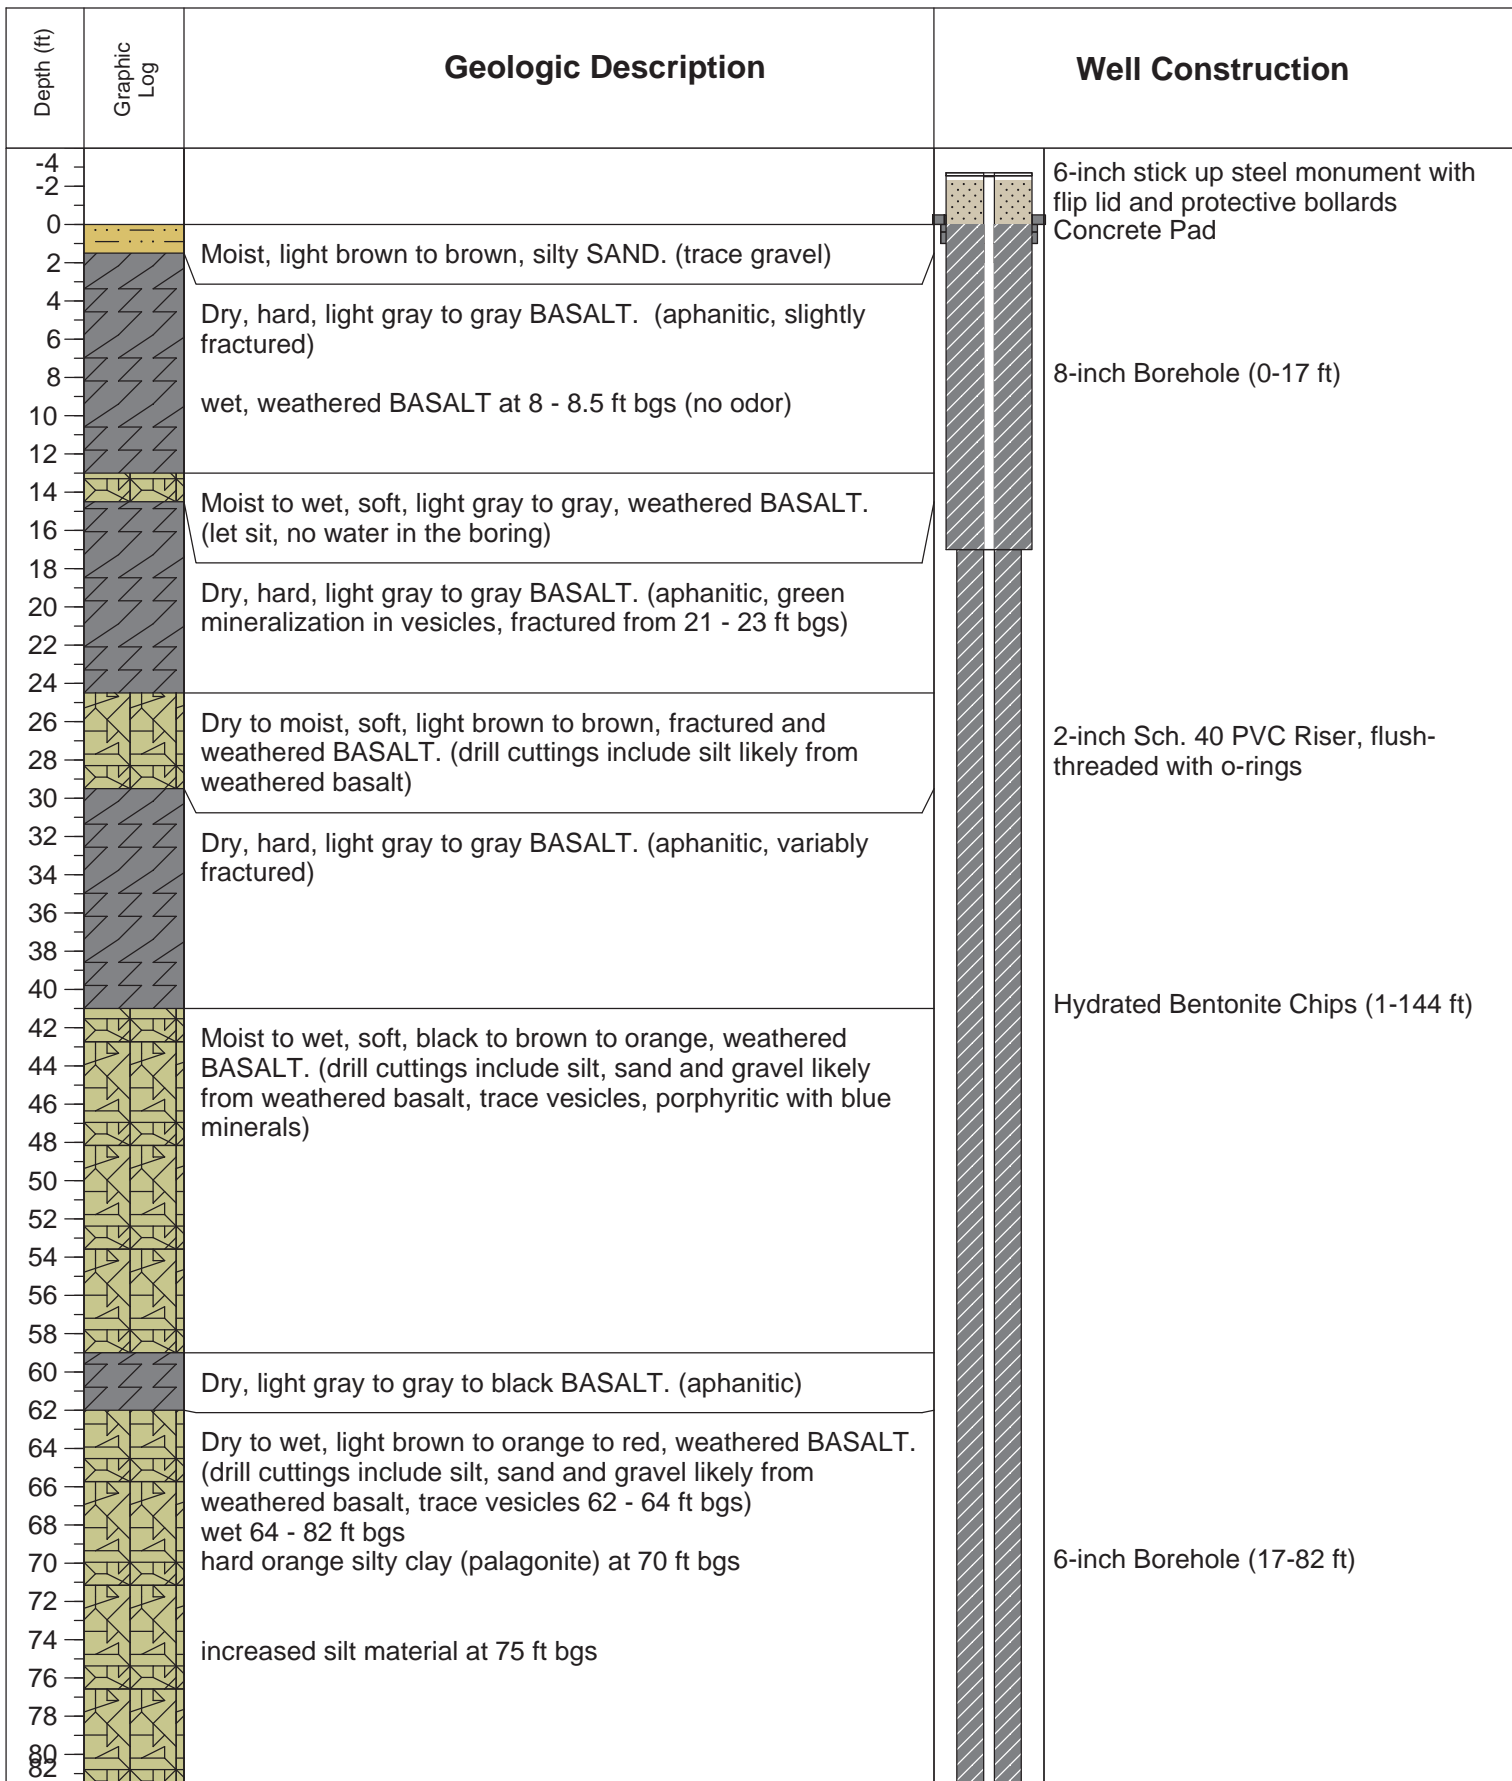 Depth (ft)
Graphic
Log
Geologic Description
Well Construction
-4
-2
0
2
4
6
8
10
12
14
16
18
20
22
24
26
28
30
32
34
36
38
40
42
44
46
48
50
52
54
56
58
60
62
64
66
68
70
72
74
76
78
80
82
Moist, light brown to brown, silty SAND. (trace gravel)
Dry, hard, light gray to gray BASALT. (aphanitic, slightly
fractured)
wet, weathered BASALT at 8 - 8.5 ft bgs (no odor)
Moist to wet, soft, light gray to gray, weathered BASALT.
(let sit, no water in the boring)
Dry, hard, light gray to gray BASALT. (aphanitic, green
mineralization in vesicles, fractured from 21 - 23 ft bgs)
Dry to moist, soft, light brown to brown, fractured and
weathered BASALT. (drill cuttings include silt likely from
weathered basalt)
Dry, hard, light gray to gray BASALT. (aphanitic, variably
fractured)
Moist to wet, soft, black to brown to orange, weathered
BASALT. (drill cuttings include silt, sand and gravel likely
from weathered basalt, trace vesicles, porphyritic with blue
minerals)
Dry, light gray to gray to black BASALT. (aphanitic)
Dry to wet, light brown to orange to red, weathered BASALT.
(drill cuttings include silt, sand and gravel likely from
weathered basalt, trace vesicles 62 - 64 ft bgs)
wet 64 - 82 ft bgs
hard orange silty clay (palagonite) at 70 ft bgs
increased silt material at 75 ft bgs
6-inch stick up steel monument with
flip lid and protective bollards
Concrete Pad
8-inch Borehole (0-17 ft)
2-inch Sch. 40 PVC Riser, flush-
threaded with o-rings
Hydrated Bentonite Chips (1-144 ft)
6-inch Borehole (17-82 ft)